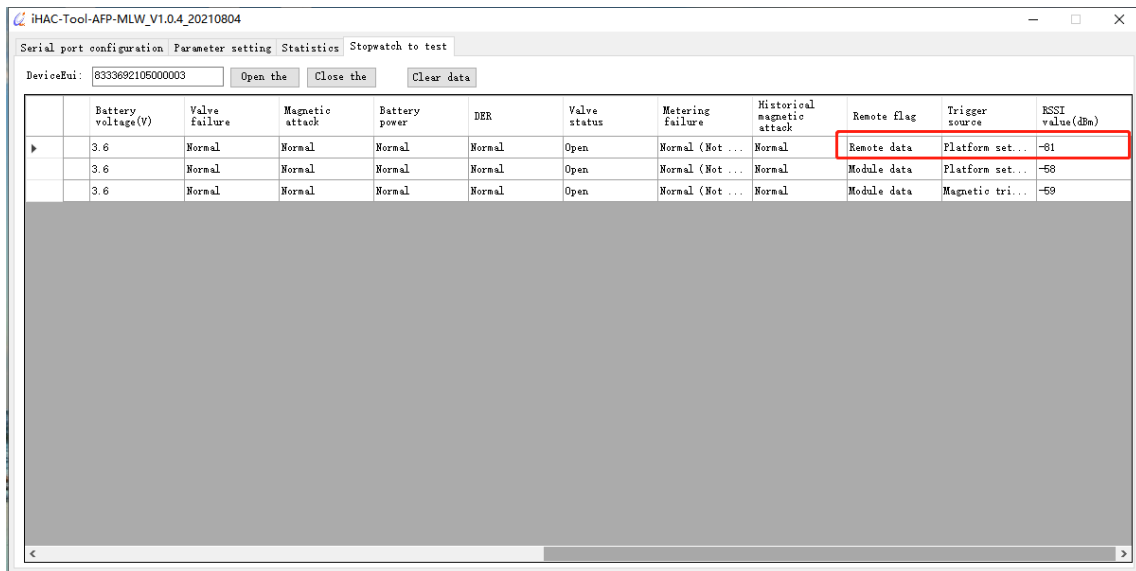 iHAC-Tool-AFP-MLW_V1.0.4_20210804
Serial port configuration Parameter setting Statistics Stopwatch to test
DeviceEui: 8333692105000003 Open the Close the Clear data
Battery voltage(V) Valve failure Magnetic attack Battery power DER Valve status Metering failure Historical magnetic attack Remote flag Trigger source RSSI value(dBm)
3.6 Normal Normal Normal Normal Open Normal (Not ... Normal Remote data Platform set... -81
3.6 Normal Normal Normal Normal Open Normal (Not ... Normal Module data Platform set... -58
3.6 Normal Normal Normal Normal Open Normal (Not ... Normal Module data Magnetic tri... -59